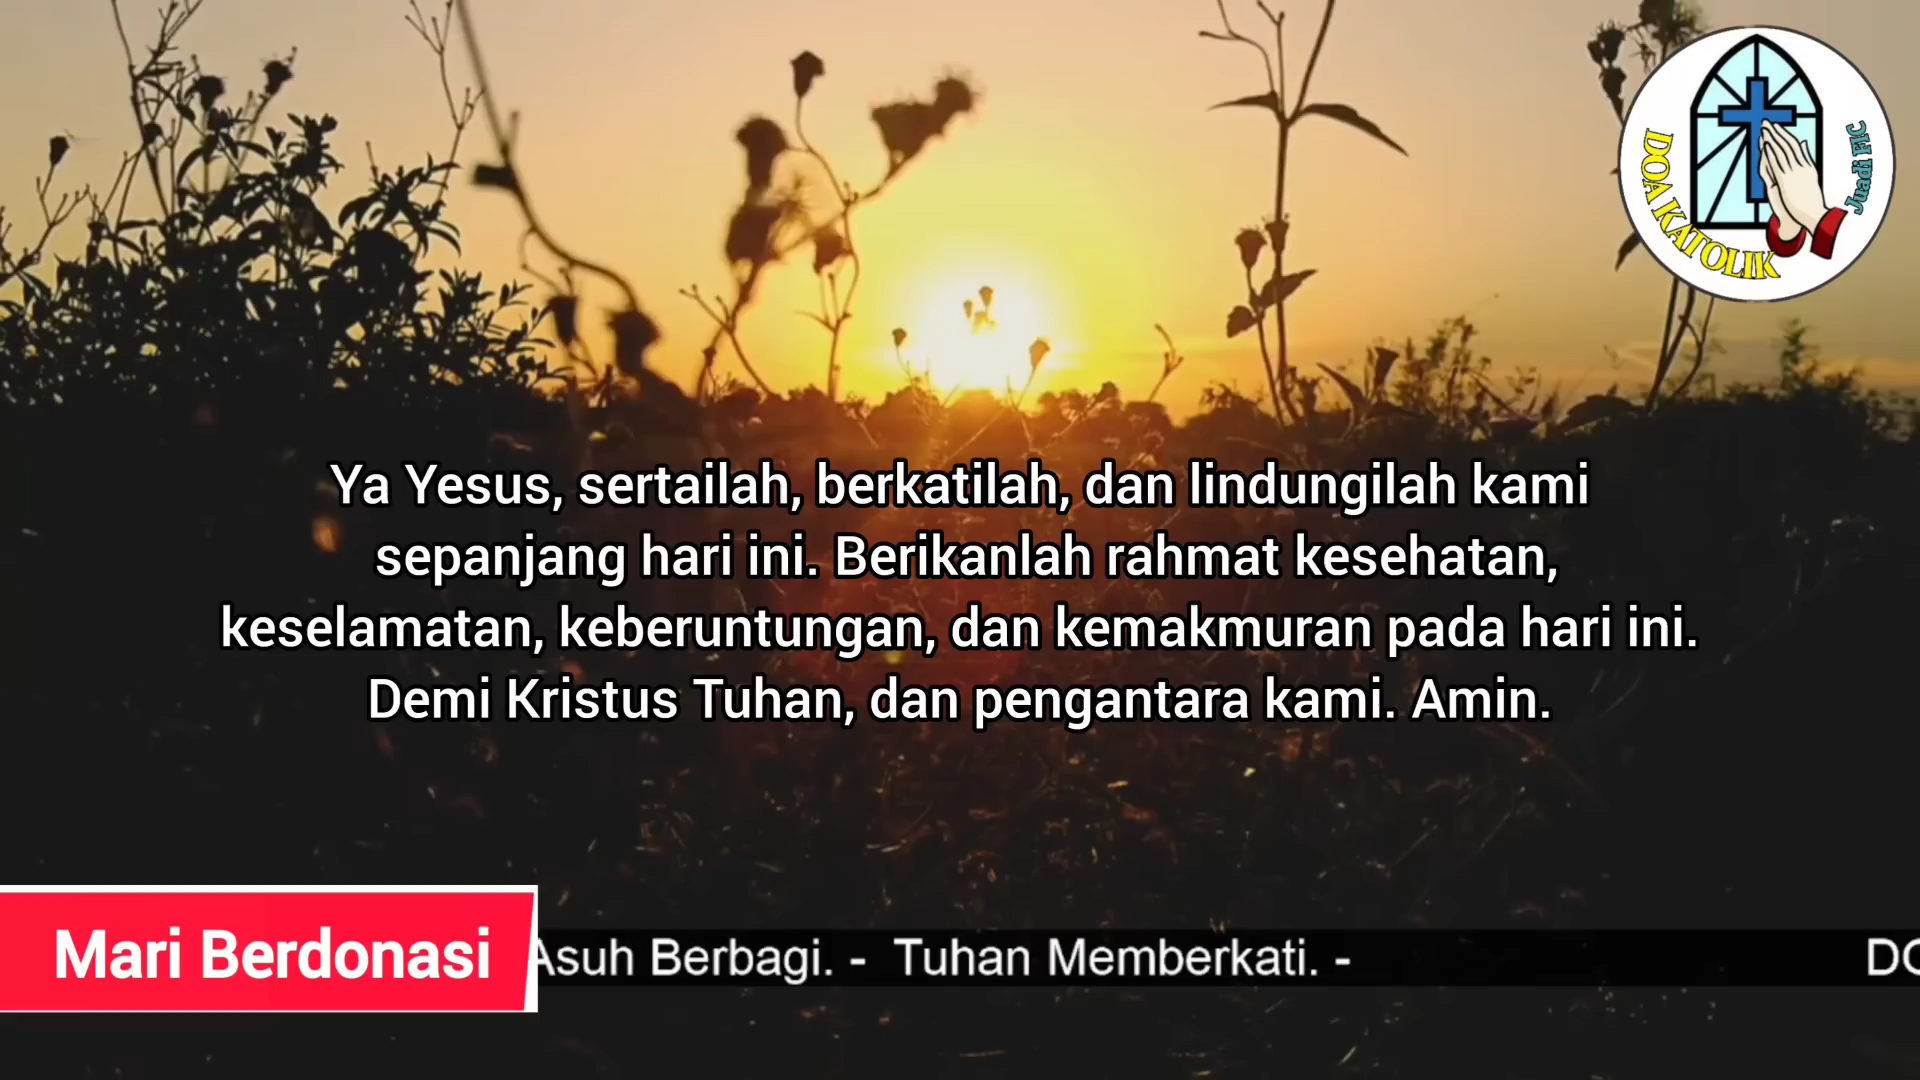 DOA KATOLIK
Juadi FIC
Ya Yesus, sertailah, berkatilah, dan lindungilah kami
sepanjang hari ini. Berikanlah rahmat kesehatan,
keselamatan, keberuntungan, dan kemakmuran pada hari ini.
Demi Kristus Tuhan, dan pengantara kami. Amin.
Mari Berdonasi
Asuh Berbagi. - Tuhan Memberkati. -